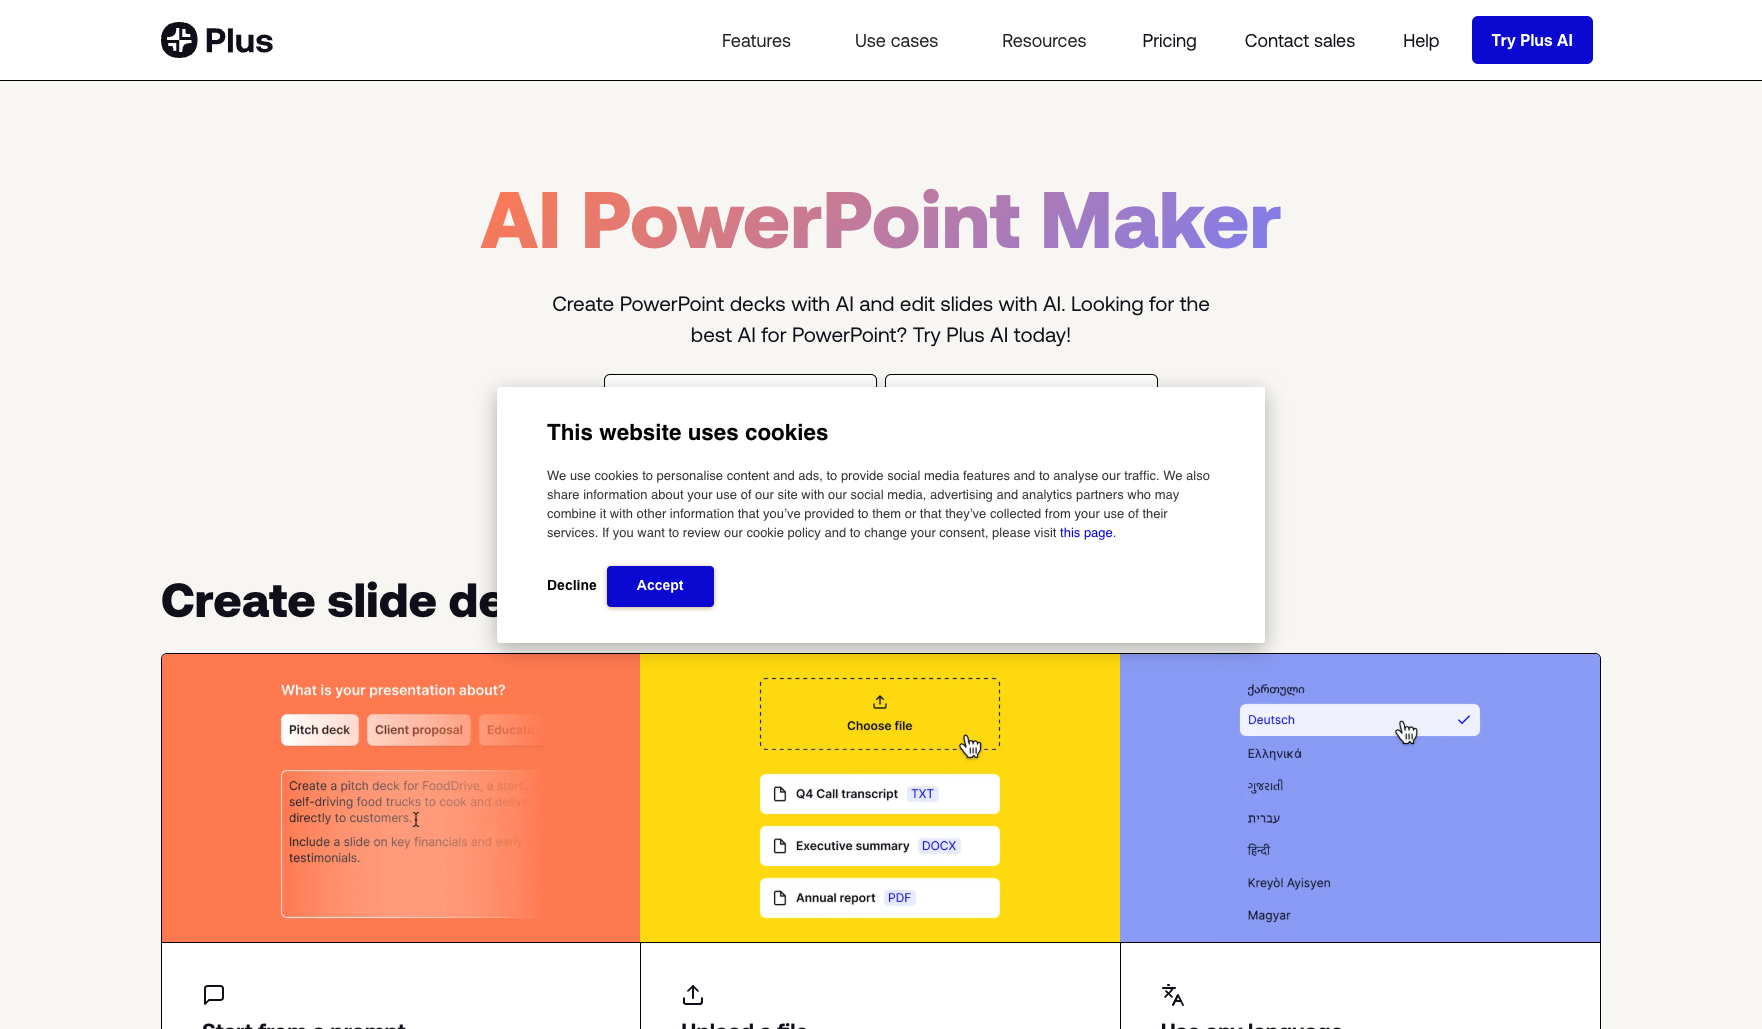 Plus
Features
Use cases
Resources
Pricing
Contact sales
Help
Try Plus AI
AI PowerPoint Maker
Create PowerPoint decks with AI and edit slides with AI. Looking for the
best AI for PowerPoint? Try Plus AI today!
This website uses cookies
We use cookies to personalise content and ads, to provide social media features and to analyse our traffic. We also
share information about your use of our site with our social media, advertising and analytics partners who may
combine it with other information that you’ve provided to them or that they’ve collected from your use of their
services. If you want to review our cookie policy and to change your consent, please visit this page.
Decline
Accept
Create slide
What is your presentation about?
Pitch deck
Client proposal
Create a pitch deck for FoodDrive, a
self-driving food trucks to cook and
directly to customers.
Include a slide on key financials and early
testimonials.
Choose file
Q4 Call transcript TXT
Executive summary DOCX
Annual report PDF
ქართული
Deutsch
Ελληνικά
ગુજરાતી
עברית
हिन्दी
Kreyòl Ayisyen
Magyar
Start from a prompt
Upload a file
Use any language